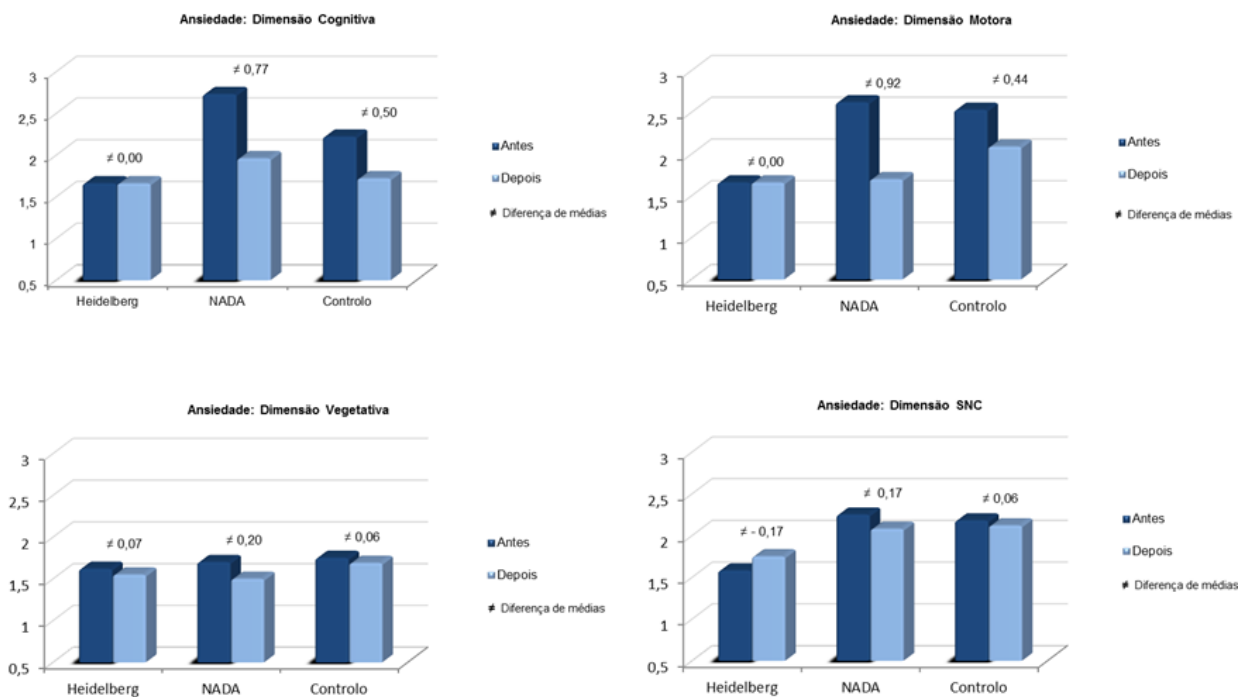 Ansiedade: Dimensão Cognitiva
3
2,5
2
1,5
1
0,5
≠ 0,00
≠ 0,77
≠ 0,50
Heidelberg
NADA
Controlo
Antes
Depois
≠ Diferença de médias
Ansiedade: Dimensão Motora
3
2,5
2
1,5
1
0,5
≠ 0,00
≠ 0,92
≠ 0,44
Heidelberg
NADA
Controlo
Antes
Depois
≠ Diferença de médias
Ansiedade: Dimensão Vegetativa
3
2,5
2
1,5
1
0,5
≠ 0,07
≠ 0,20
≠ 0,06
Heidelberg
NADA
Controlo
Antes
Depois
≠ Diferença de médias
Ansiedade: Dimensão SNC
3
2,5
2
1,5
1
0,5
≠ - 0,17
≠ 0,17
≠ 0,06
Heidelberg
NADA
Controlo
Antes
Depois
≠ Diferença de médias